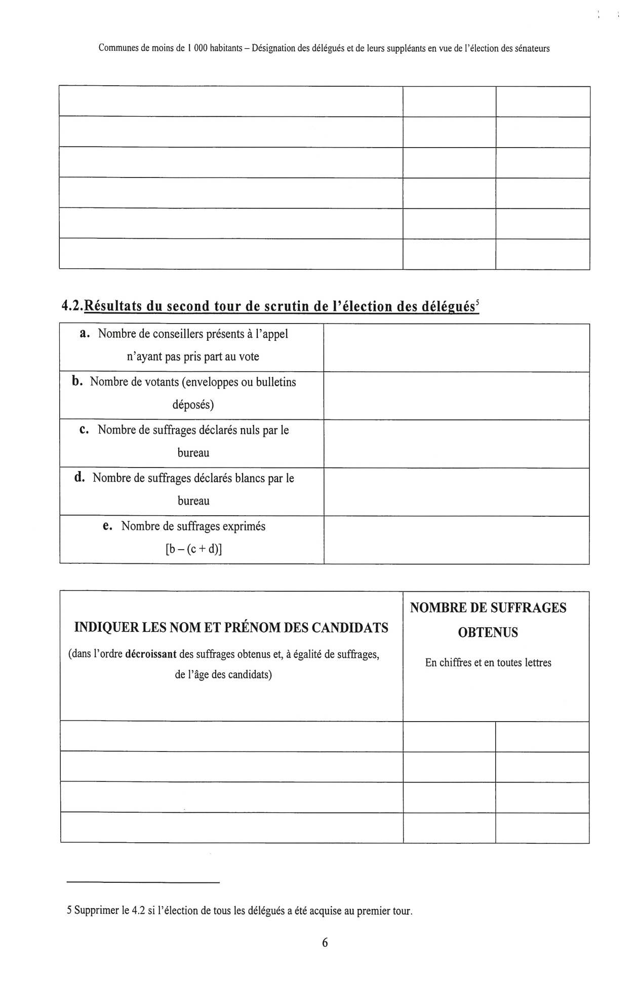 Communes de moins de 1 000 habitants – Désignation des délégués et de leurs suppléants en vue de l'élection des sénateurs
4.2.Résultats du second tour de scrutin de l'élection des délégués5
a. Nombre de conseillers présents à l'appel
n'ayant pas pris part au vote
b. Nombre de votants (enveloppes ou bulletins
déposés)
c. Nombre de suffrages déclarés nuls par le
bureau
d. Nombre de suffrages déclarés blancs par le
bureau
e. Nombre de suffrages exprimés
[b – (c + d)]
INDIQUER LES NOM ET PRÉNOM DES CANDIDATS
(dans l'ordre décroissant des suffrages obtenus et, à égalité de suffrages,
de l'âge des candidats)
NOMBRE DE SUFFRAGES
OBTENUS
En chiffres et en toutes lettres
5 Supprimer le 4.2 si l'élection de tous les délégués a été acquise au premier tour.
6